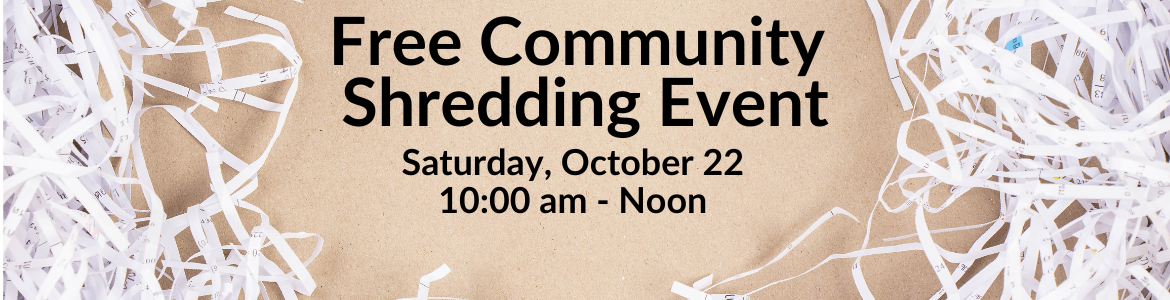 Free Community
Shredding Event
Saturday, October 22
10:00 am - Noon